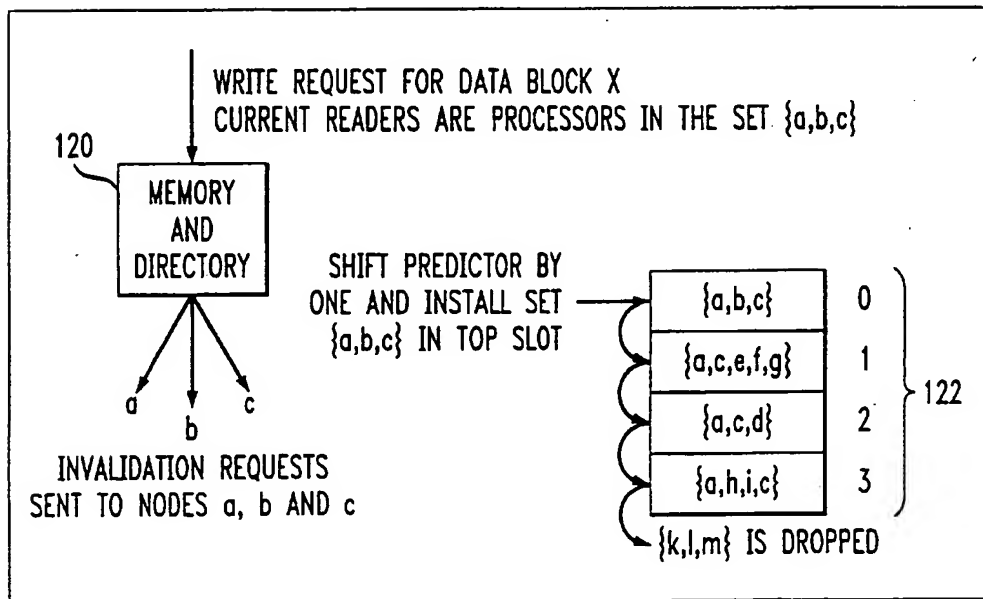 WRITE REQUEST FOR DATA BLOCK X
CURRENT READERS ARE PROCESSORS IN THE SET {a,b,c}
120
MEMORY
AND
DIRECTORY
a
b
c
INVALIDATION REQUESTS
SENT TO NODES a, b AND c
SHIFT PREDICTOR BY
ONE AND INSTALL SET
{a,b,c} IN TOP SLOT
{a,b,c} 0
{a,c,e,f,g} 1
{a,c,d} 2
{a,h,i,c} 3
122
{k,l,m} IS DROPPED